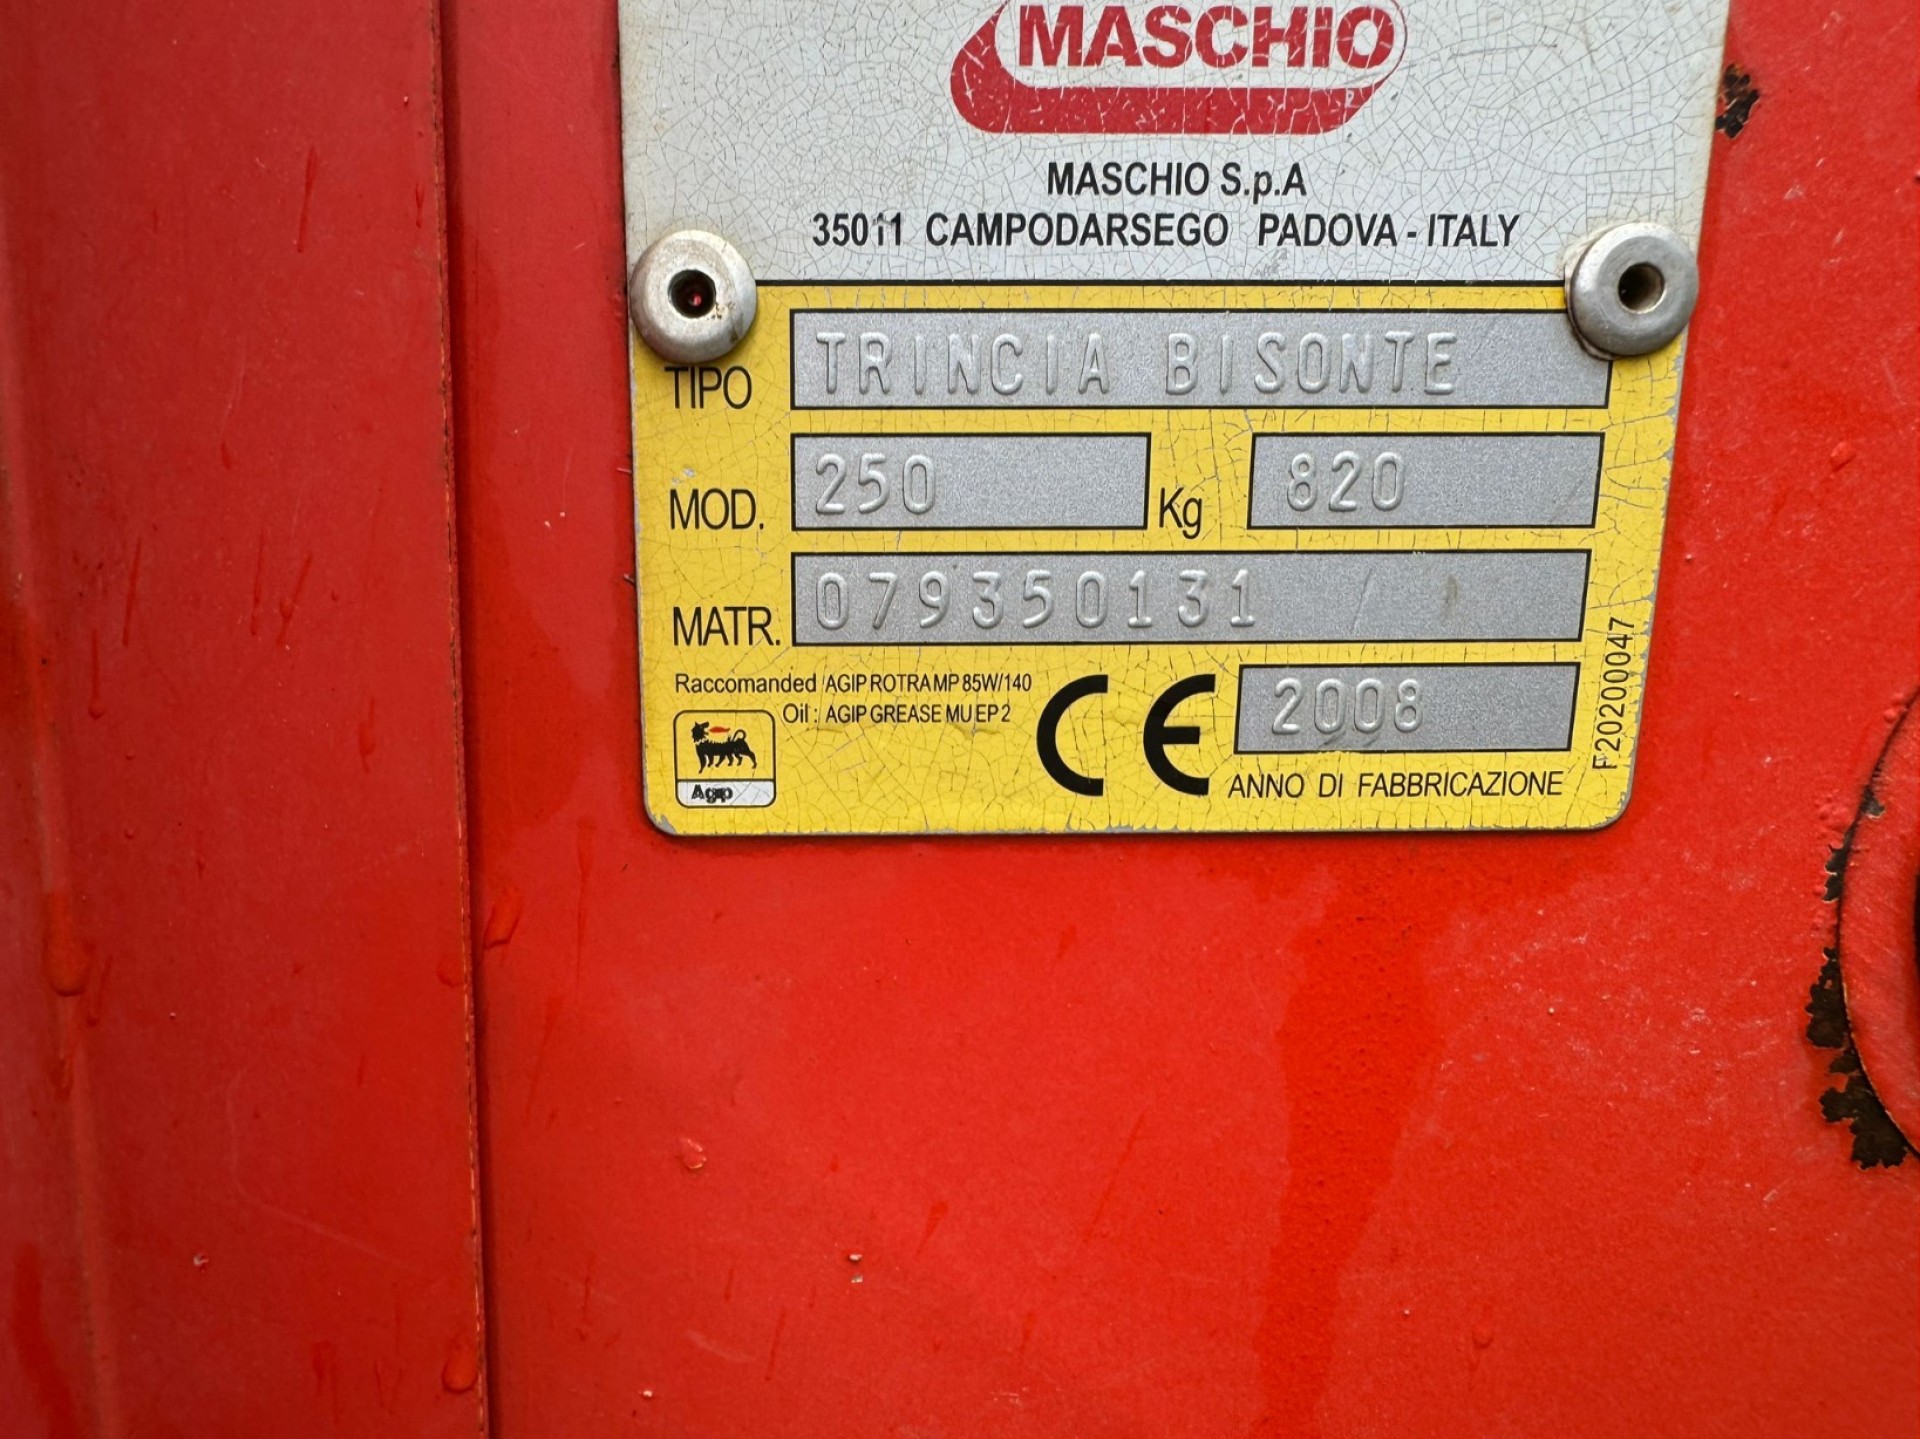 MASCHIO
MASCHIO S.p.A
35011 CAMPODARSEGO PADOVA - ITALY
TIPO TRINCIA BISONTE
MOD. 250 Kg 820
MATR. 079350131
Raccomanded AGIP ROTRA MP 85W/140
Oil : AGIP GREASE MU EP 2
Agip
CE 2008
ANNO DI FABBRICAZIONE
F20200047